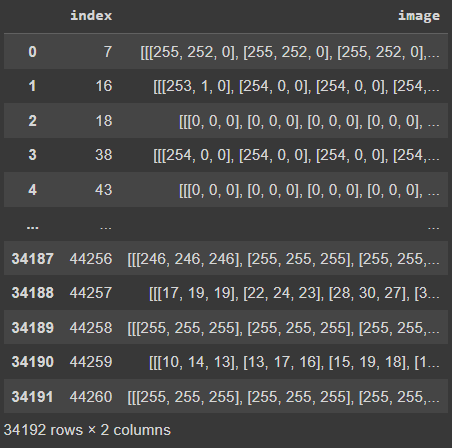 index image
0 7 [[[255, 252, 0], [255, 252, 0], [255, 252, 0],...
1 16 [[[253, 1, 0], [254, 0, 0], [254, 0, 0], [254,...
2 18 [[[0, 0, 0], [0, 0, 0], [0, 0, 0], [0, 0, 0], ...
3 38 [[[254, 0, 0], [254, 0, 0], [254, 0, 0], [254,...
4 43 [[[0, 0, 0], [0, 0, 0], [0, 0, 0], [0, 0, 0], ...
... ... ...
34187 44256 [[[246, 246, 246], [255, 255, 255], [255, 255,...
34188 44257 [[[17, 19, 19], [22, 24, 23], [28, 30, 27], [3...
34189 44258 [[[255, 255, 255], [255, 255, 255], [255, 255,...
34190 44259 [[[10, 14, 13], [13, 17, 16], [15, 19, 18], [1...
34191 44260 [[[255, 255, 255], [255, 255, 255], [255, 255,...
34192 rows × 2 columns